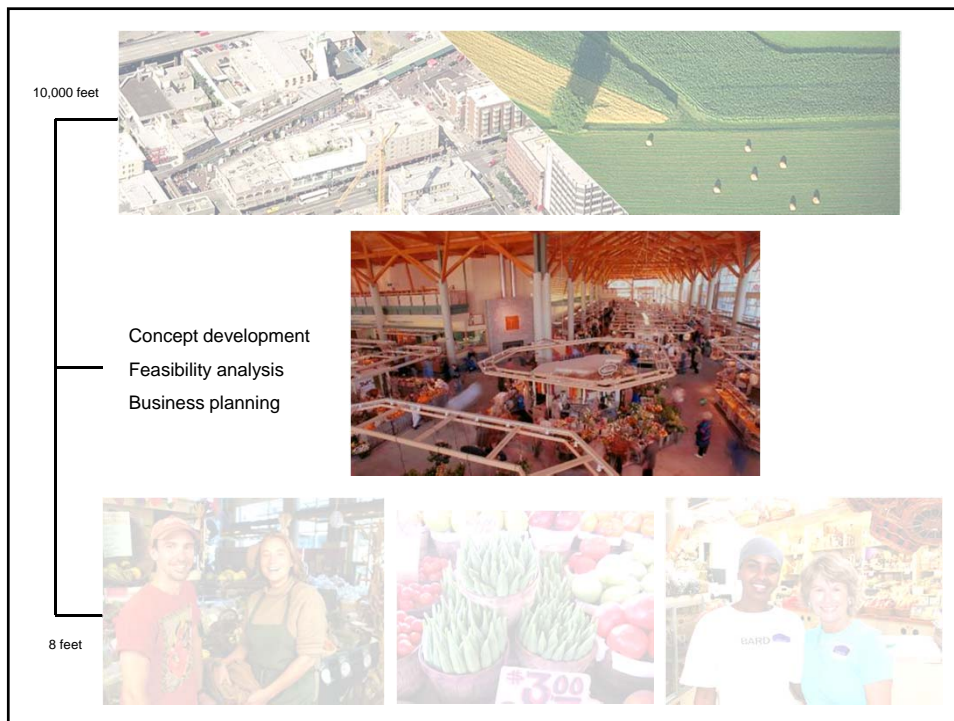 10,000 feet
Concept development
Feasibility analysis
Business planning
8 feet
BARD
#3.00